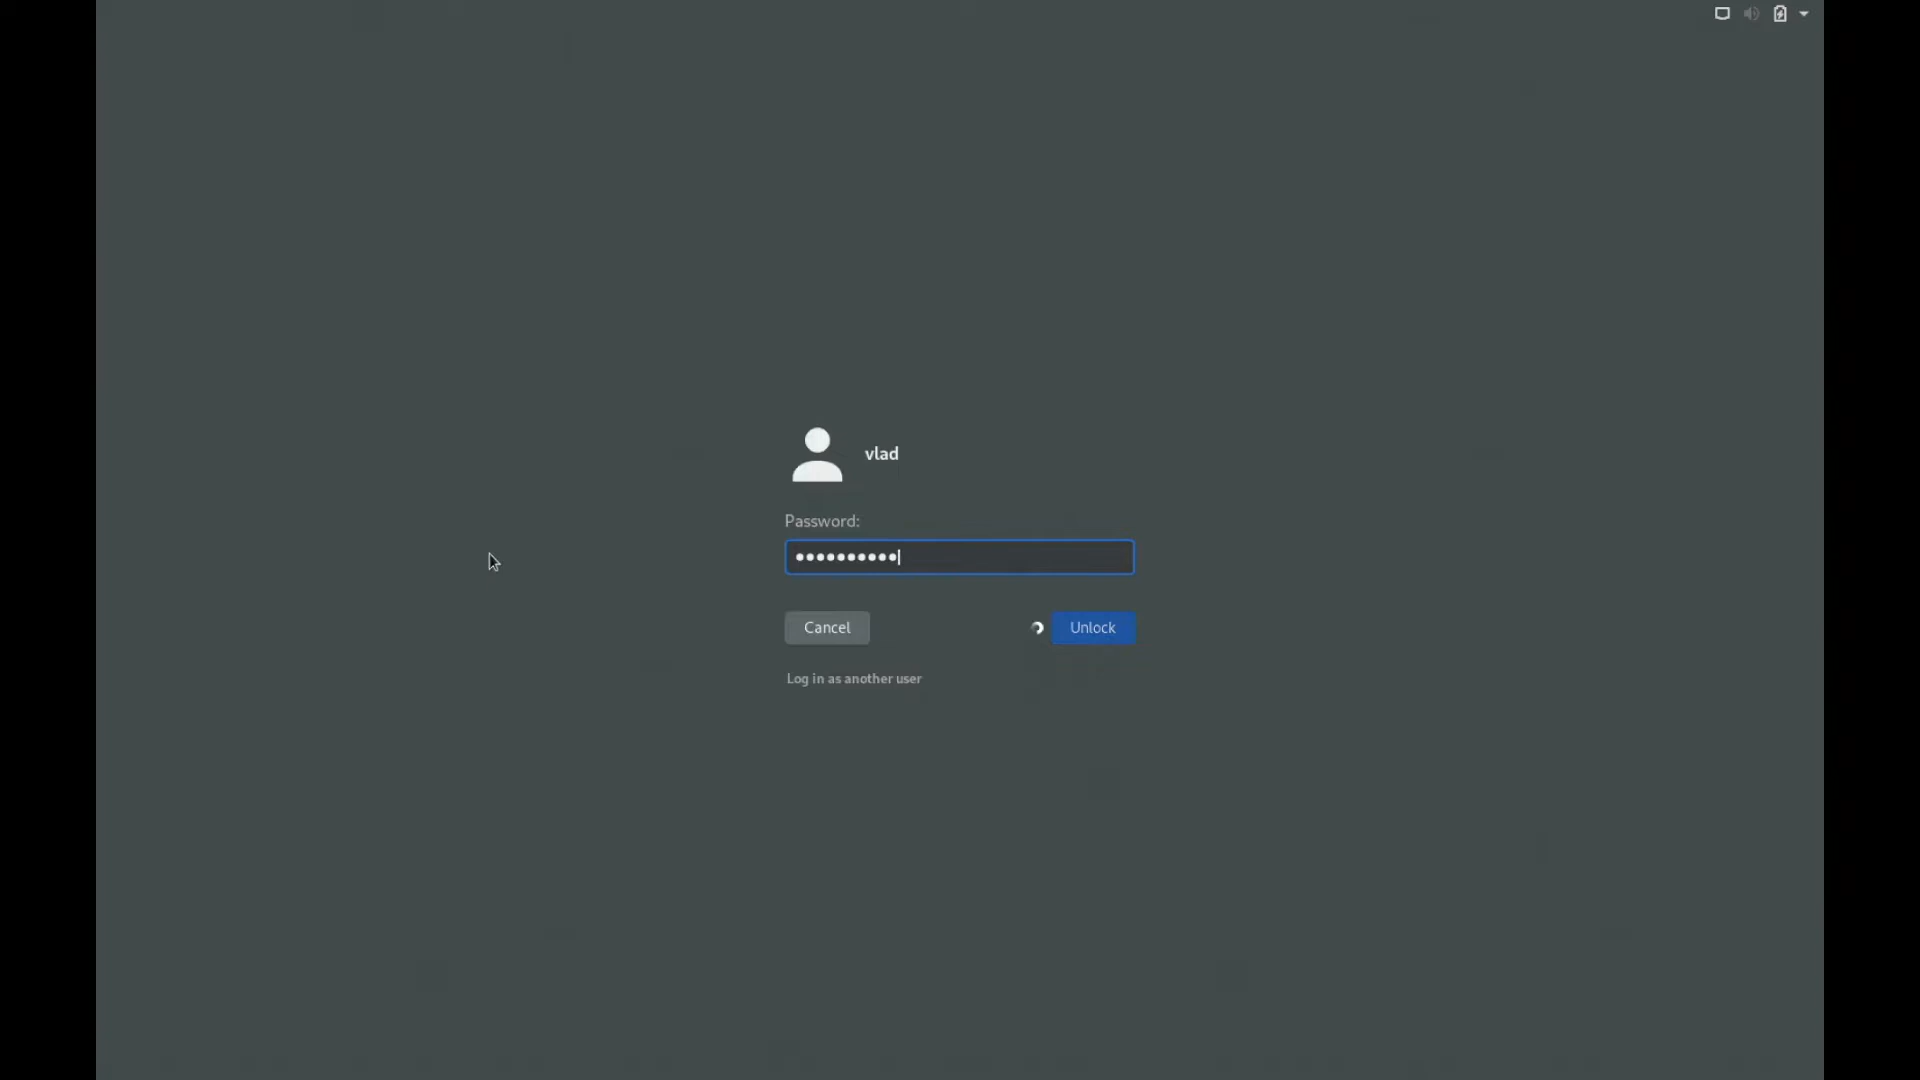 vlad
Password:
••••••••••
Cancel
Unlock
Log in as another user